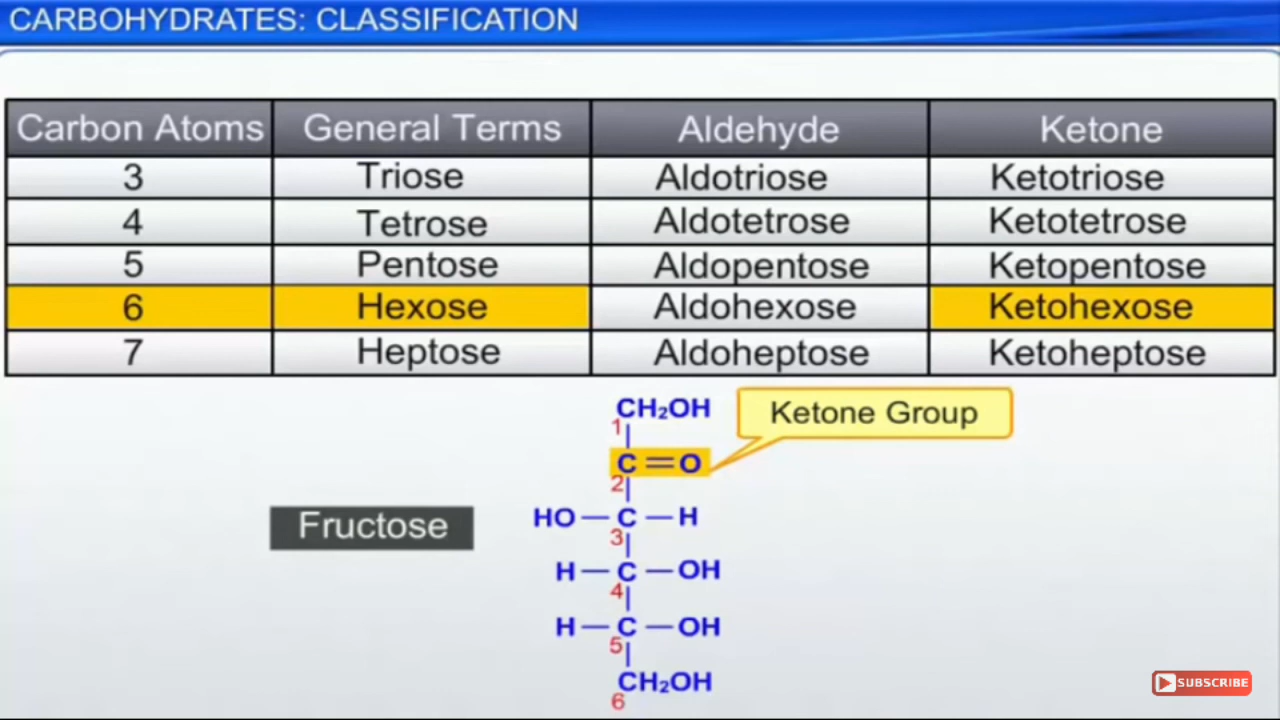 CARBOHYDRATES: CLASSIFICATION
Carbon Atoms General Terms Aldehyde Ketone
3 Triose Aldotriose Ketotriose
4 Tetrose Aldotetrose Ketotetrose
5 Pentose Aldopentose Ketopentose
6 Hexose Aldohexose Ketohexose
7 Heptose Aldoheptose Ketoheptose
CH₂OH
Ketone Group
1
C=O
2
Fructose
HO—C—H
3
H—C—OH
4
H—C—OH
5
CH₂OH
6
SUBSCRIBE